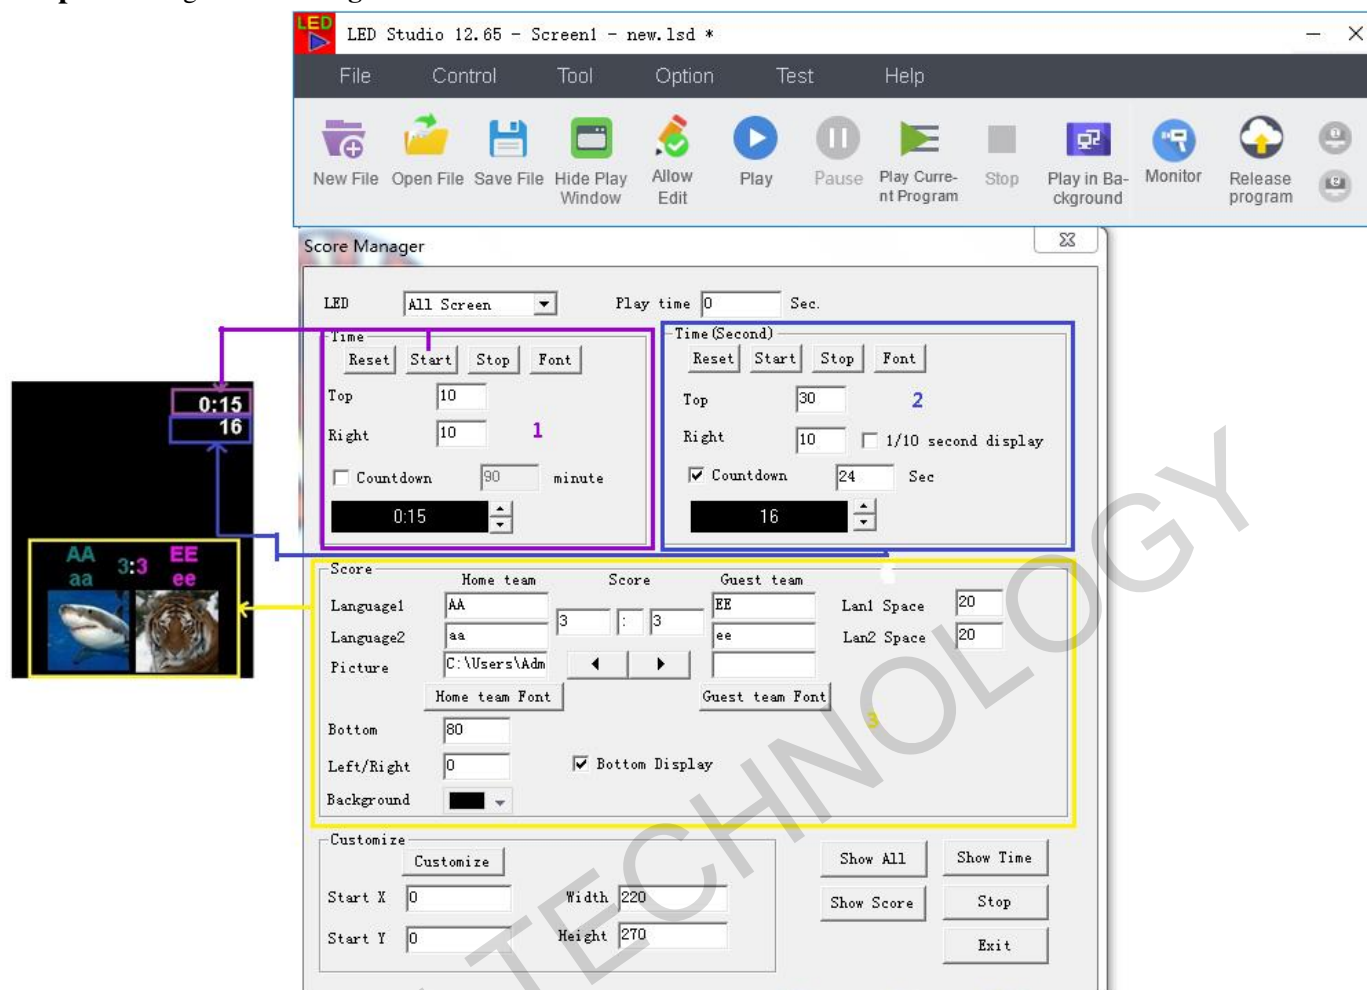 LED
LED Studio 12.65 - Screen1 - new.lsd *
File Control Tool Option Test Help
New File Open File Save File Hide Play Window Allow Edit Play Pause Play Curre-nt Program Stop Play in Ba-ckground Monitor Release program
Score Manager
LED All Screen Play time 0 Sec.
Time
Reset Start Stop Font
Top 10
Right 10 1
Countdown 90 minute
0:15
Time(Second)
Reset Start Stop Font
Top 30 2
Right 10 1/10 second display
Countdown 24 Sec
16
0:15
16
AA 3:3 EE
aa ee
Score
Home team Score Guest team
Language1 AA 3 : 3 EE Lan1 Space 20
Language2 aa ee Lan2 Space 20
Picture C:\Users\Adm
Home team Font Guest team Font
3
Bottom 80
Left/Right 0 Bottom Display
Background
Customize
Customize
Start X 0 Width 220
Start Y 0 Height 270
Show All Show Time
Show Score Stop
Exit
TECHNOLOGY